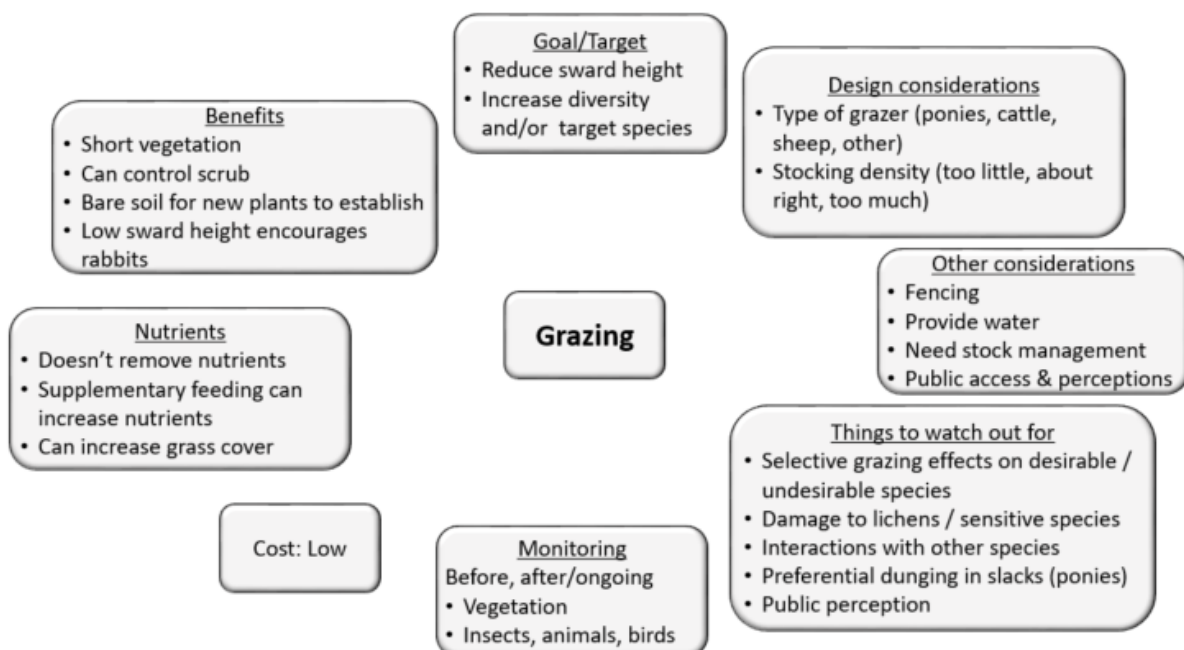 Goal/Target
• Reduce sward height
• Increase diversity
and/or target species
Design considerations
• Type of grazer (ponies, cattle,
sheep, other)
• Stocking density (too little, about
right, too much)
Benefits
• Short vegetation
• Can control scrub
• Bare soil for new plants to establish
• Low sward height encourages
rabbits
Other considerations
• Fencing
• Provide water
• Need stock management
• Public access & perceptions
Grazing
Nutrients
• Doesn't remove nutrients
• Supplementary feeding can
increase nutrients
• Can increase grass cover
Things to watch out for
• Selective grazing effects on desirable /
undesirable species
• Damage to lichens / sensitive species
• Interactions with other species
• Preferential dunging in slacks (ponies)
• Public perception
Cost: Low
Monitoring
Before, after/ongoing
• Vegetation
• Insects, animals, birds